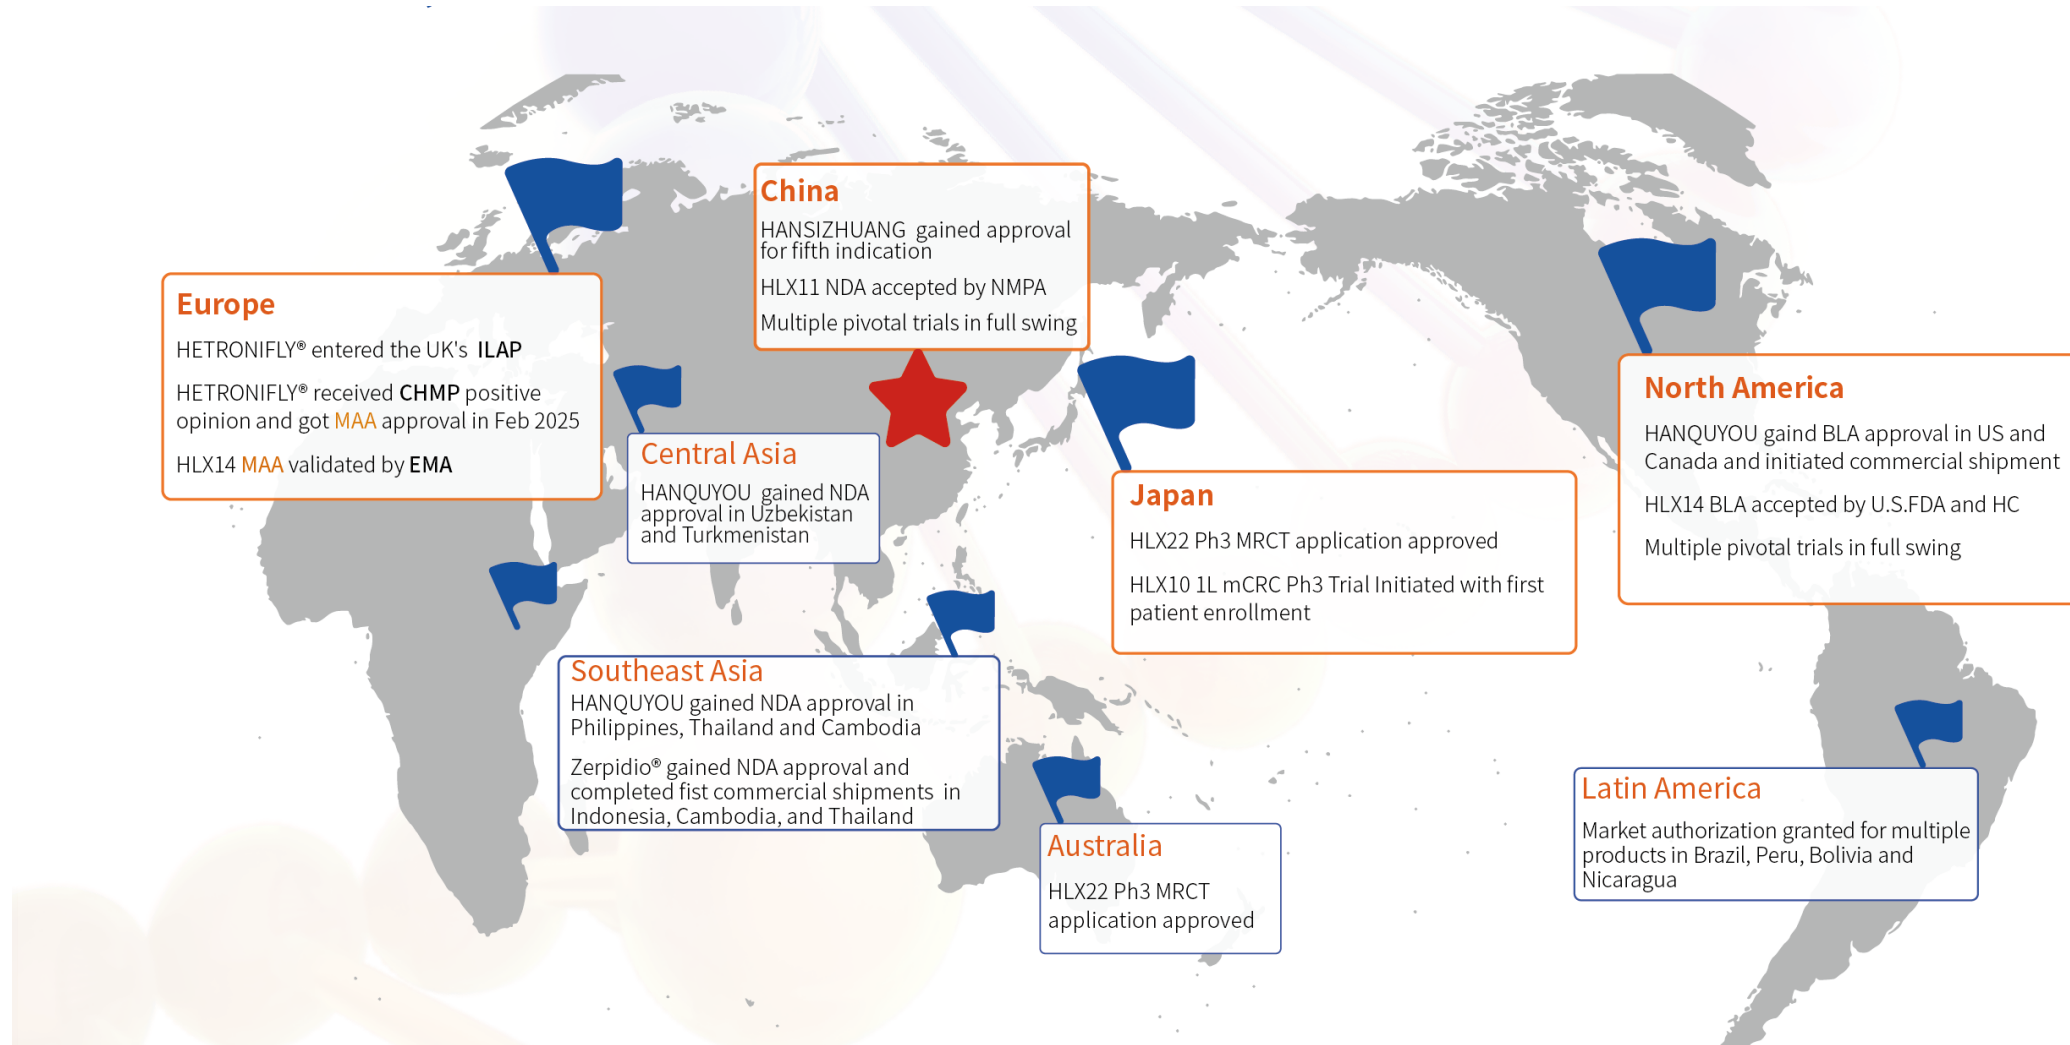 China
HANSIZHUANG gained approval
for fifth indication
HLX11 NDA accepted by NMPA
Multiple pivotal trials in full swing
Europe
HETRONIFLY® entered the UK's ILAP
HETRONIFLY® received CHMP positive
opinion and got MAA approval in Feb 2025
HLX14 MAA validated by EMA
Central Asia
HANQUYOU gained NDA
approval in Uzbekistan
and Turkmenistan
Japan
HLX22 Ph3 MRCT application approved
HLX10 1L mCRC Ph3 Trial Initiated with first
patient enrollment
North America
HANQUYOU gaind BLA approval in US and
Canada and initiated commercial shipment
HLX14 BLA accepted by U.S.FDA and HC
Multiple pivotal trials in full swing
Southeast Asia
HANQUYOU gained NDA approval in
Philippines, Thailand and Cambodia
Zerpidio® gained NDA approval and
completed fist commercial shipments in
Indonesia, Cambodia, and Thailand
Australia
HLX22 Ph3 MRCT
application approved
Latin America
Market authorization granted for multiple
products in Brazil, Peru, Bolivia and
Nicaragua